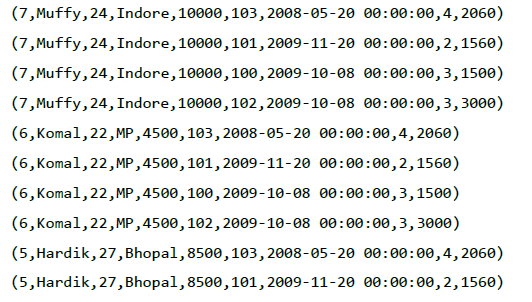 (7,Muffy,24,Indore,10000,103,2008-05-20 00:00:00,4,2060)
(7,Muffy,24,Indore,10000,101,2009-11-20 00:00:00,2,1560)
(7,Muffy,24,Indore,10000,100,2009-10-08 00:00:00,3,1500)
(7,Muffy,24,Indore,10000,102,2009-10-08 00:00:00,3,3000)
(6,Komal,22,MP,4500,103,2008-05-20 00:00:00,4,2060)
(6,Komal,22,MP,4500,101,2009-11-20 00:00:00,2,1560)
(6,Komal,22,MP,4500,100,2009-10-08 00:00:00,3,1500)
(6,Komal,22,MP,4500,102,2009-10-08 00:00:00,3,3000)
(5,Hardik,27,Bhopal,8500,103,2008-05-20 00:00:00,4,2060)
(5,Hardik,27,Bhopal,8500,101,2009-11-20 00:00:00,2,1560)